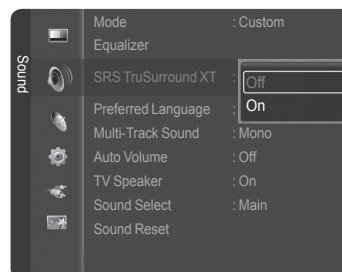 Sound
Mode : Custom
Equalizer
SRS TruSurround XT :
Off
On
Preferred Language :
Multi-Track Sound : Mono
Auto Volume : Off
TV Speaker : On
Sound Select : Main
Sound Reset